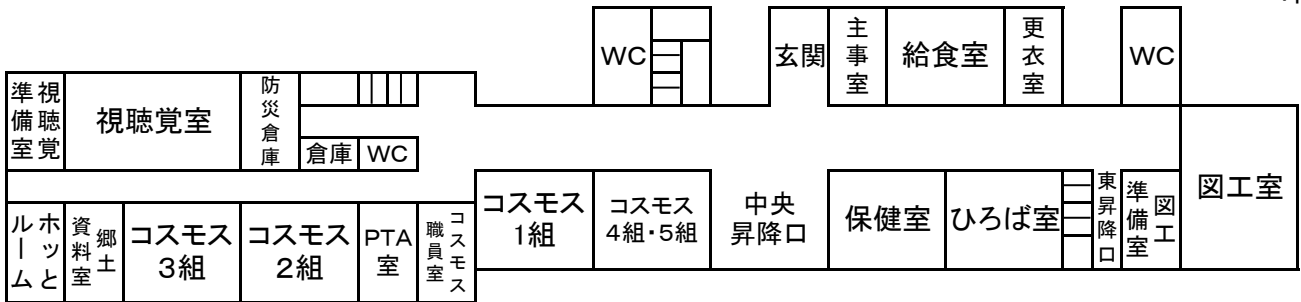 WC
玄関
主事室
給食室
更衣室
WC
視聴覚
準備室
視聴覚室
防災倉庫
倉庫
WC
図工室
ホッと
ルーム
郷土
資料室
コスモス
3組
コスモス
2組
PTA
室
コスモス
職員室
コスモス
1組
コスモス
4組・5組
中央
昇降口
保健室
ひろば室
東昇降口
図工
準備室